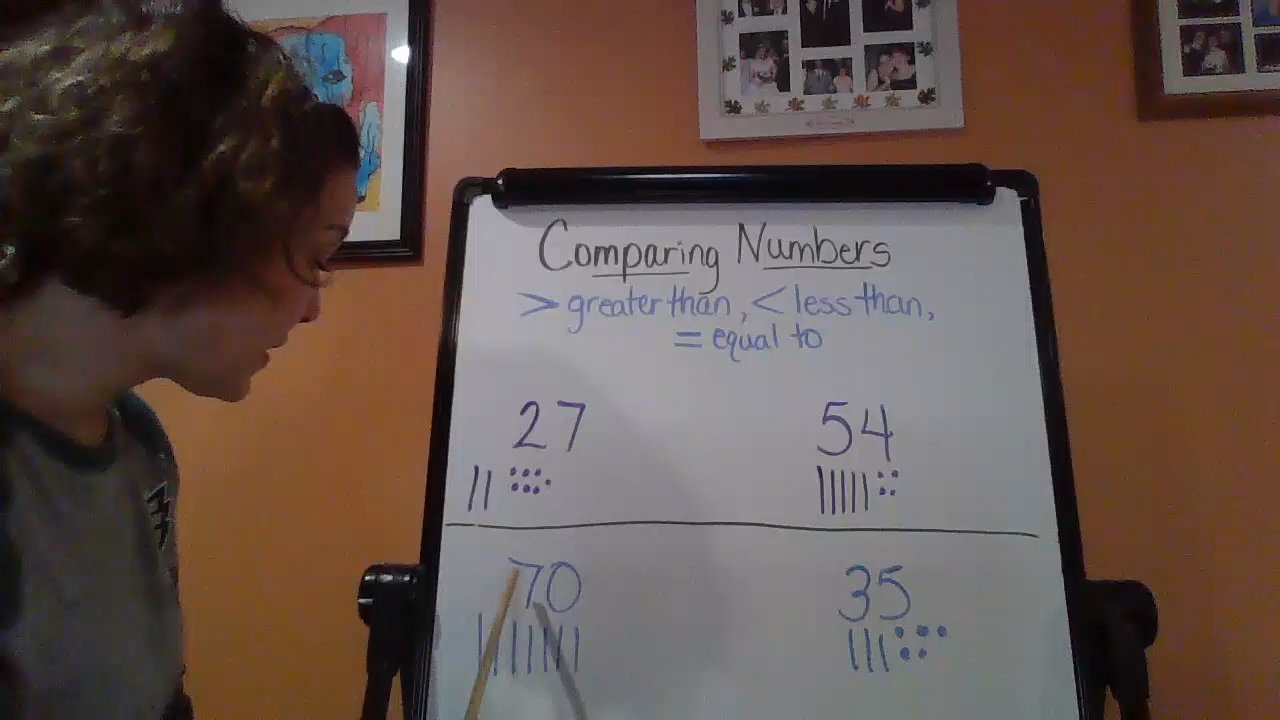 Comparing Numbers
> greater than, < less than,
= equal to
27 54
70 35